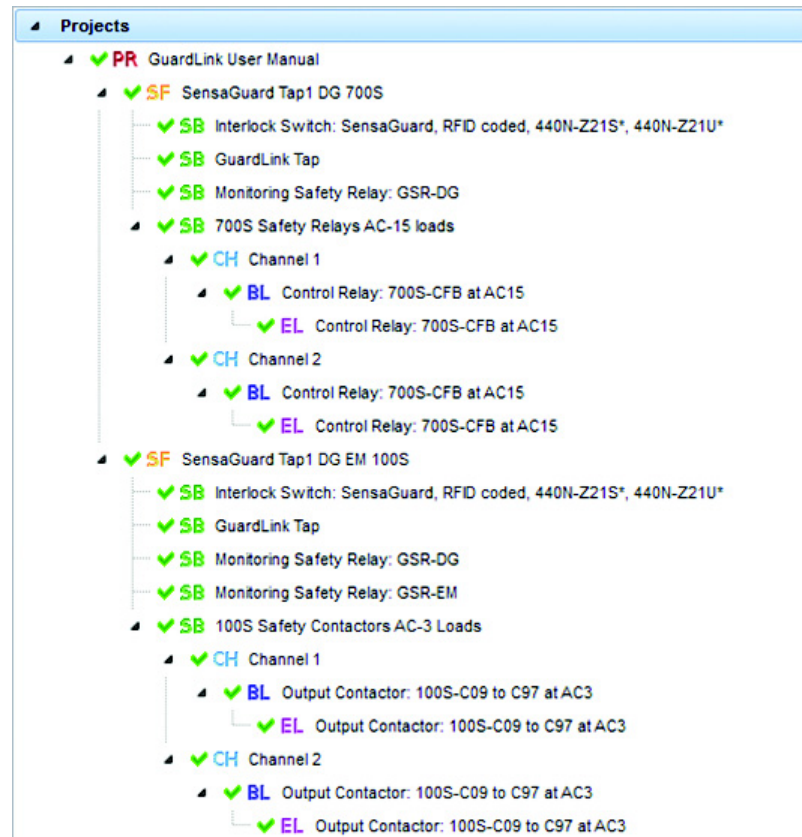 Projects
PR GuardLink User Manual
SF SensaGuard Tap1 DG 700S
SB Interlock Switch: SensaGuard, RFID coded, 440N-Z21S*, 440N-Z21U*
SB GuardLink Tap
SB Monitoring Safety Relay: GSR-DG
SB 700S Safety Relays AC-15 loads
CH Channel 1
BL Control Relay: 700S-CFB at AC15
EL Control Relay: 700S-CFB at AC15
CH Channel 2
BL Control Relay: 700S-CFB at AC15
EL Control Relay: 700S-CFB at AC15
SF SensaGuard Tap1 DG EM 100S
SB Interlock Switch: SensaGuard, RFID coded, 440N-Z21S*, 440N-Z21U*
SB GuardLink Tap
SB Monitoring Safety Relay: GSR-DG
SB Monitoring Safety Relay: GSR-EM
SB 100S Safety Contactors AC-3 Loads
CH Channel 1
BL Output Contactor: 100S-C09 to C97 at AC3
EL Output Contactor: 100S-C09 to C97 at AC3
CH Channel 2
BL Output Contactor: 100S-C09 to C97 at AC3
EL Output Contactor: 100S-C09 to C97 at AC3